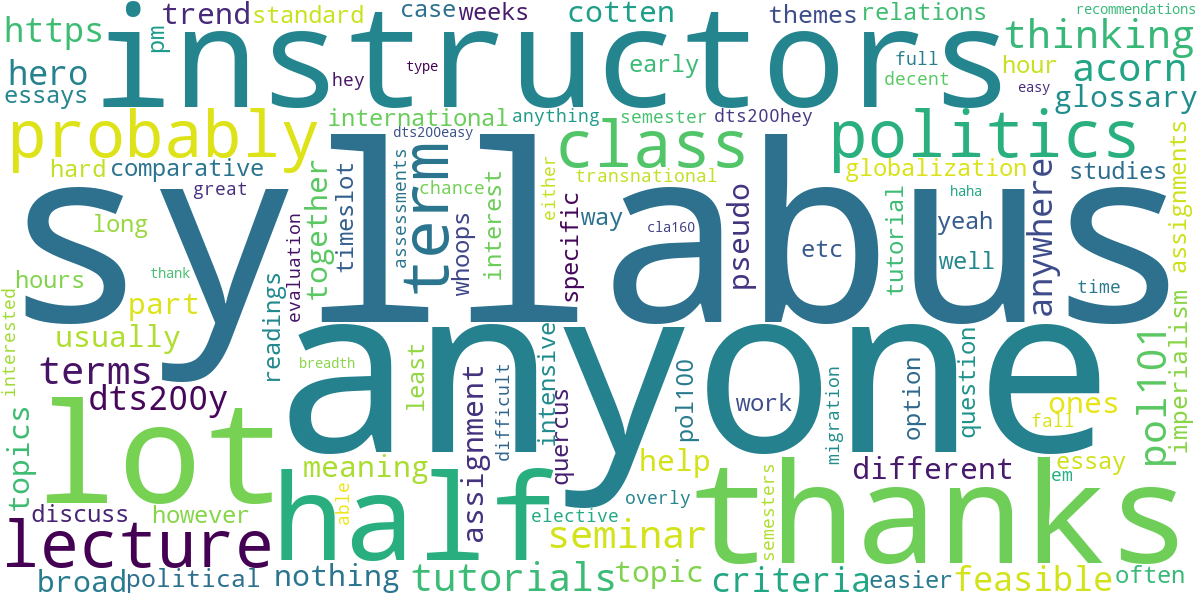 https
trend
standard
case
weeks
cotten
themes
relations
recommendations
pm
instructors
thinking
hero
hey
type
early
full
decent
hour
easy
acorn
essays
glossary
probably
international
anything
semester
dts200hey
politics
dts200easy
class
hard
comparative
great
together
timeslot
assessments
term
chance
interest
either
transnational
globalization
studies
assignments
syllabus
long
evaluation
whoops
specific
way
cla160
pseudo
etc
tutorial
haha
yeah
well
anywhere
hours
thank
part
readings
time
interested
usually
anyone
breadth
least
intensive
terms
dts200y
assignment
difficult
quercus
pol100
work
migration
option
question
ones
fall
pol101
imperialism
topics
lot
meaning
half
help
different
essay
em
thanks
discuss
however
able
elective
overly
semesters
lecture
seminar
broad
political
nothing
tutorials
topic
criteria
easier
feasible
often